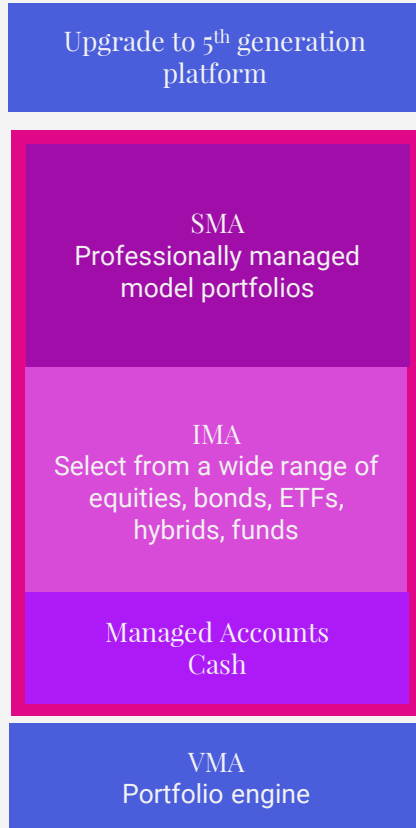 Upgrade to 5th generation
platform
SMA
Professionally managed
model portfolios
IMA
Select from a wide range of
equities, bonds, ETFs,
hybrids, funds
Managed Accounts
Cash
VMA
Portfolio engine